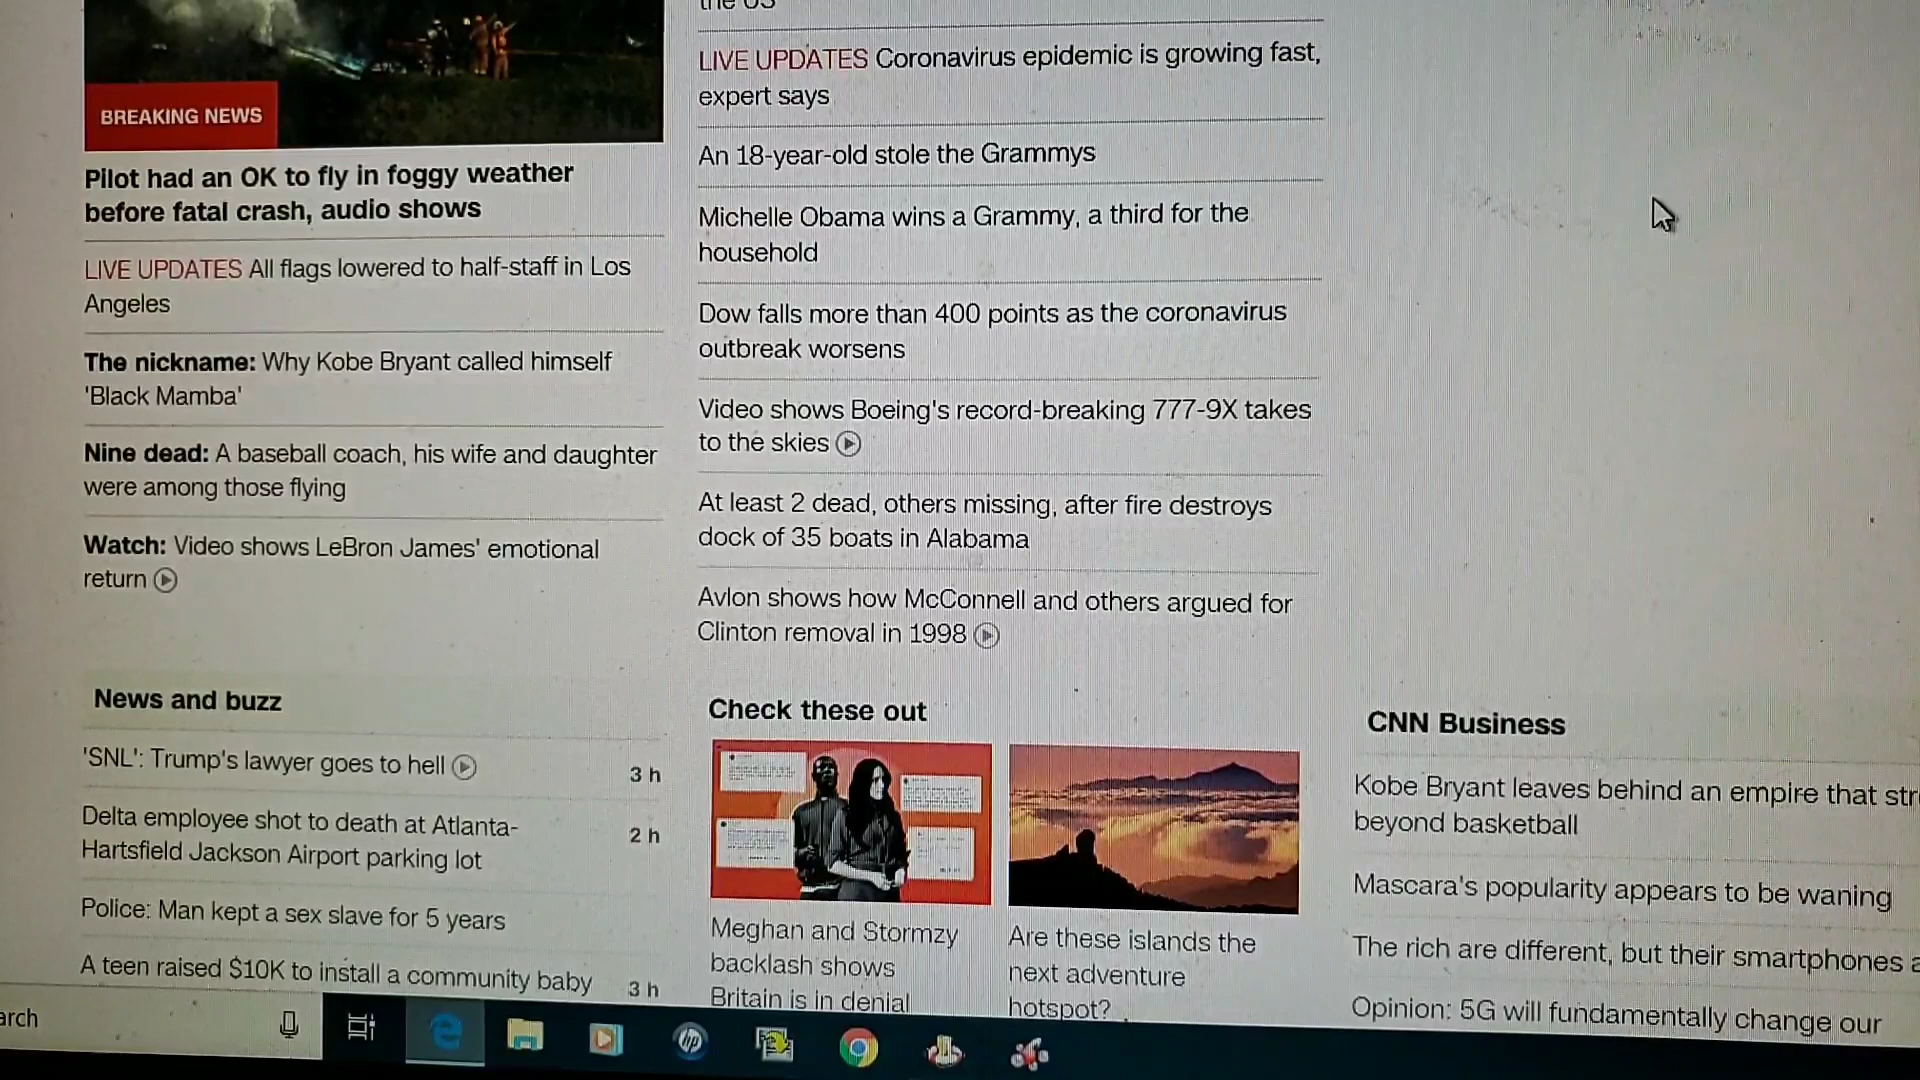 BREAKING NEWS
Pilot had an OK to fly in foggy weather
before fatal crash, audio shows
LIVE UPDATES All flags lowered to half-staff in Los
Angeles
The nickname: Why Kobe Bryant called himself
'Black Mamba'
Nine dead: A baseball coach, his wife and daughter
were among those flying
Watch: Video shows LeBron James' emotional
return
the US
LIVE UPDATES Coronavirus epidemic is growing fast,
expert says
An 18-year-old stole the Grammys
Michelle Obama wins a Grammy, a third for the
household
Dow falls more than 400 points as the coronavirus
outbreak worsens
Video shows Boeing's record-breaking 777-9X takes
to the skies
At least 2 dead, others missing, after fire destroys
dock of 35 boats in Alabama
Avlon shows how McConnell and others argued for
Clinton removal in 1998
News and buzz
'SNL': Trump's lawyer goes to hell
3 h
Delta employee shot to death at Atlanta-
Hartsfield Jackson Airport parking lot
2 h
Police: Man kept a sex slave for 5 years
A teen raised $10K to install a community baby
3 h
Check these out
Meghan and Stormzy
backlash shows
Britain is in denial
Are these islands the
next adventure
hotspot?
CNN Business
Kobe Bryant leaves behind an empire that str
beyond basketball
Mascara's popularity appears to be waning
The rich are different, but their smartphones a
Opinion: 5G will fundamentally change our
arch
hp